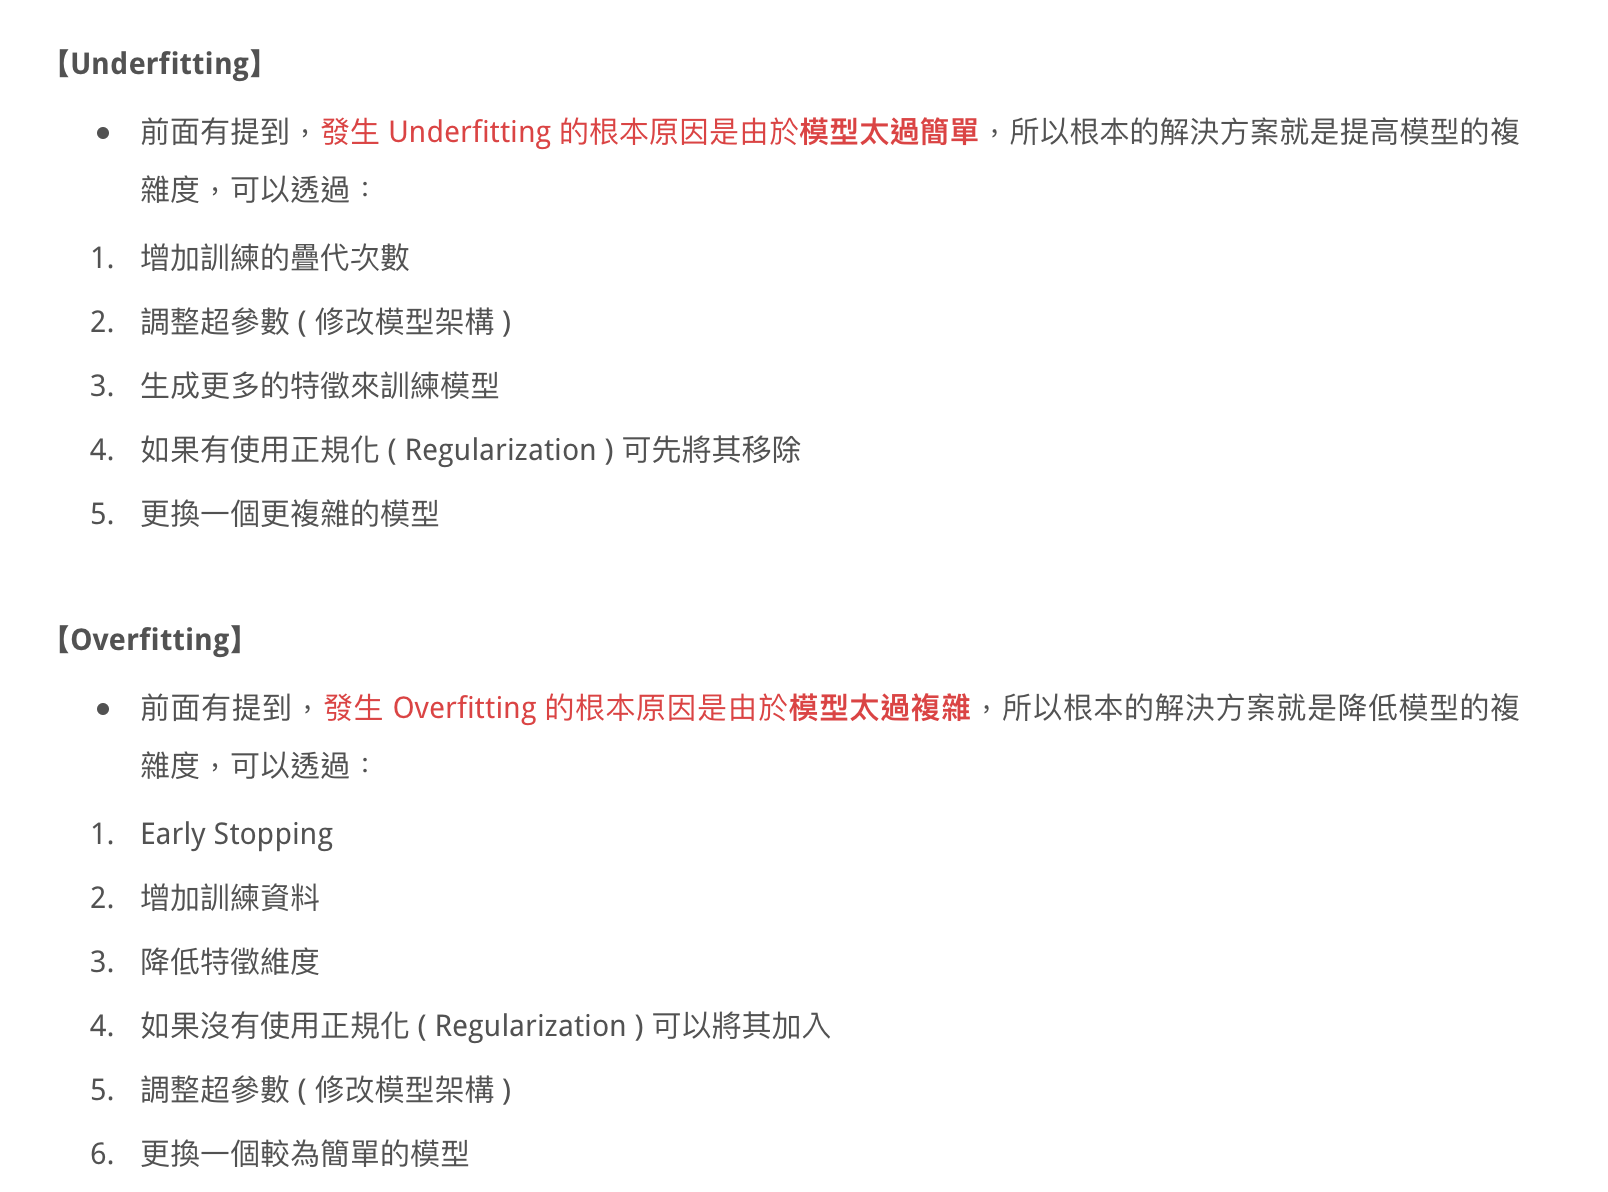 【Underfitting】
● 前面有提到，發生 Underfitting 的根本原因是由於模型太過簡單，所以根本的解決方案就是提高模型的複
雜度，可以透過：
1. 增加訓練的疊代次數
2. 調整超參數 ( 修改模型架構 )
3. 生成更多的特徵來訓練模型
4. 如果有使用正規化 ( Regularization ) 可先將其移除
5. 更換一個更複雜的模型
【Overfitting】
● 前面有提到，發生 Overfitting 的根本原因是由於模型太過複雜，所以根本的解決方案就是降低模型的複
雜度，可以透過：
1. Early Stopping
2. 增加訓練資料
3. 降低特徵維度
4. 如果沒有使用正規化 ( Regularization ) 可以將其加入
5. 調整超參數 ( 修改模型架構 )
6. 更換一個較為簡單的模型